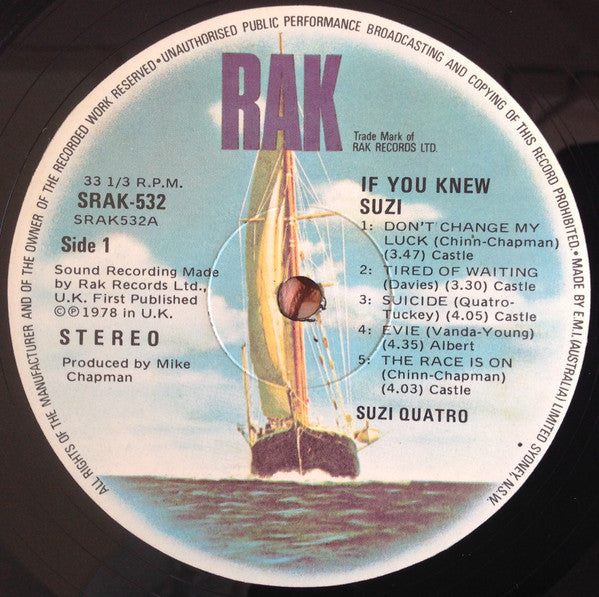 RAK
Trade Mark of
RAK RECORDS LTD.
33 1/3 R.P.M.
SRAK-532
SRAK532A
Side 1
Sound Recording Made
by Rak Records Ltd.,
U.K. First Published
©℗1978 in U.K.
STEREO
Produced by Mike
Chapman
IF YOU KNEW
SUZI
1: DON'T CHANGE MY
LUCK (Chinn-Chapman)
(3.47) Castle
2: TIRED OF WAITING
(Davies) (3.30) Castle
3: SUICIDE (Quatro-
Tuckey) (4.05) Castle
4: EVIE (Vanda-Young)
(4.35) Albert
5: THE RACE IS ON
(Chinn-Chapman)
(4.03) Castle
SUZI QUATRO
ALL RIGHTS OF THE MANUFACTURER AND OF THE OWNER OF THE RECORDED WORK RESERVED•UNAUTHORISED PUBLIC PERFORMANCE BROADCASTING AND COPYING OF THIS RECORD PROHIBITED.•MADE BY E.M.I. (AUSTRALIA) LIMITED SYDNEY, N.S.W.